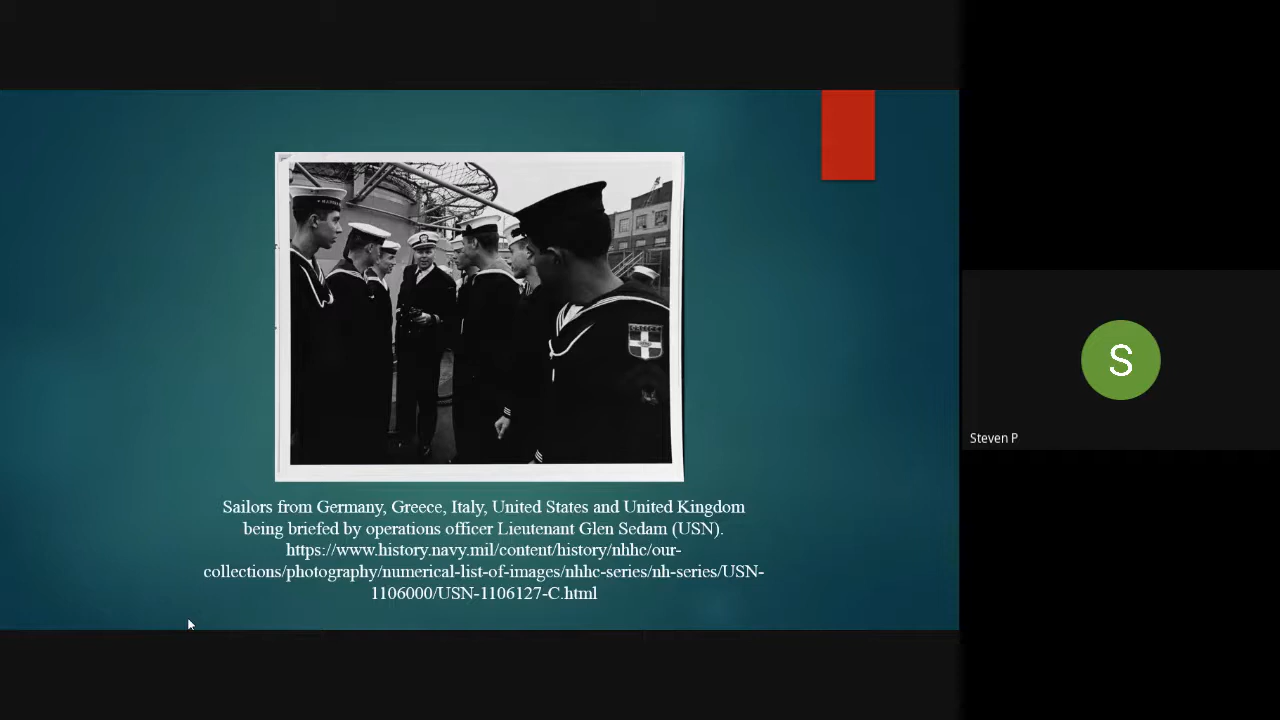 Sailors from Germany, Greece, Italy, United States and United Kingdom
being briefed by operations officer Lieutenant Glen Sedam (USN).
https://www.history.navy.mil/content/history/nhhc/our-
collections/photography/numerical-list-of-images/nhhc-series/nh-series/USN-
1106000/USN-1106127-C.html
S
Steven P